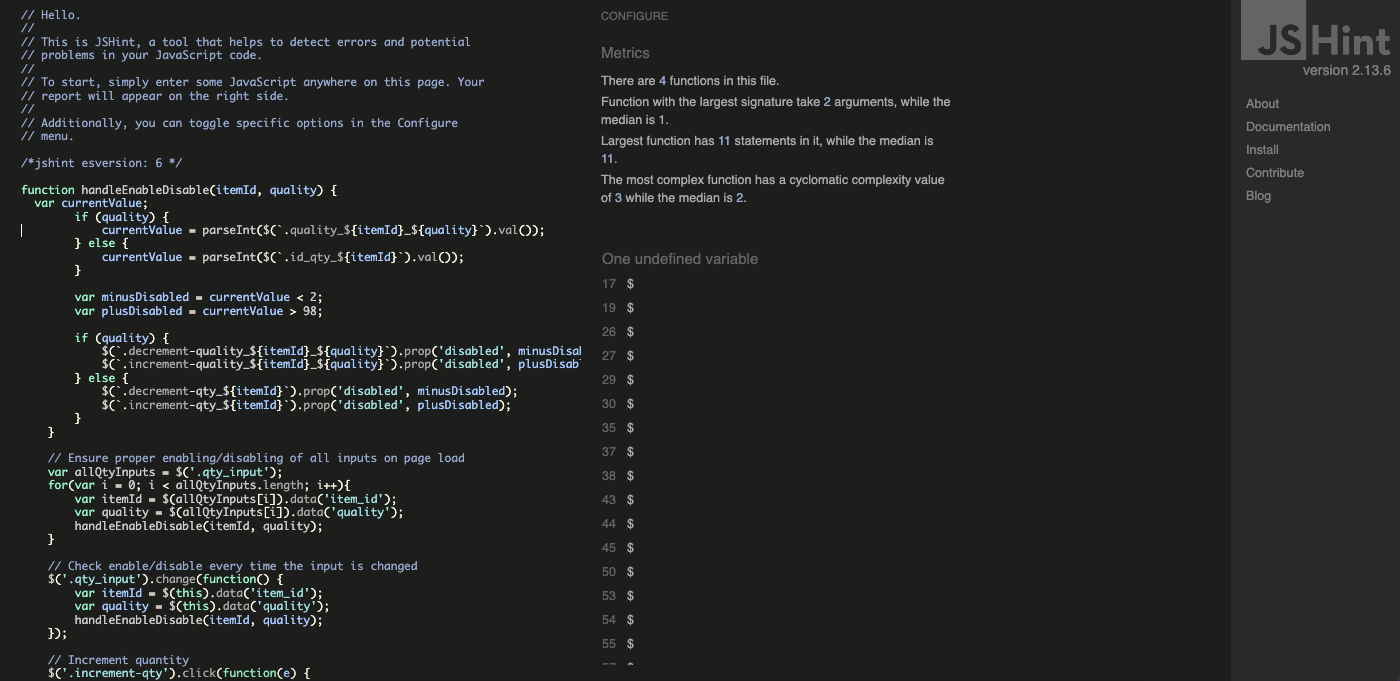 // Hello.
//
// This is JSHint, a tool that helps to detect errors and potential
// problems in your JavaScript code.
//
// To start, simply enter some JavaScript anywhere on this page. Your
// report will appear on the right side.
//
// Additionally, you can toggle specific options in the Configure
// menu.
/*jshint esversion: 6 */
function handleEnableDisable(itemId, quality) {
var currentValue;
if (quality) {
currentValue = parseInt($(`.quality_${itemId}_${quality}`).val());
} else {
currentValue = parseInt($(`.id_qty_${itemId}`).val());
}
var minusDisabled = currentValue < 2;
var plusDisabled = currentValue > 98;
if (quality) {
$(`.decrement-quality_${itemId}_${quality}`).prop('disabled', minusDisal
$(`.increment-quality_${itemId}_${quality}`).prop('disabled', plusDisab
} else {
$(`.decrement-qty_${itemId}`).prop('disabled', minusDisabled);
$(`.increment-qty_${itemId}`).prop('disabled', plusDisabled);
}
}
// Ensure proper enabling/disabling of all inputs on page load
var allQtyInputs = $('.qty_input');
for(var i = 0; i < allQtyInputs.length; i++){
var itemId = $(allQtyInputs[i]).data('item_id');
var quality = $(allQtyInputs[i]).data('quality');
handleEnableDisable(itemId, quality);
}
// Check enable/disable every time the input is changed
$('.qty_input').change(function() {
var itemId = $(this).data('item_id');
var quality = $(this).data('quality');
handleEnableDisable(itemId, quality);
});
// Increment quantity
$('.increment-qty').click(function(e) {
CONFIGURE
Metrics
There are 4 functions in this file.
Function with the largest signature take 2 arguments, while the
median is 1.
Largest function has 11 statements in it, while the median is
11.
The most complex function has a cyclomatic complexity value
of 3 while the median is 2.
One undefined variable
17 $
19 $
26 $
27 $
29 $
30 $
35 $
37 $
38 $
43 $
44 $
45 $
50 $
53 $
54 $
55 $
JSHint
version 2.13.6
About
Documentation
Install
Contribute
Blog